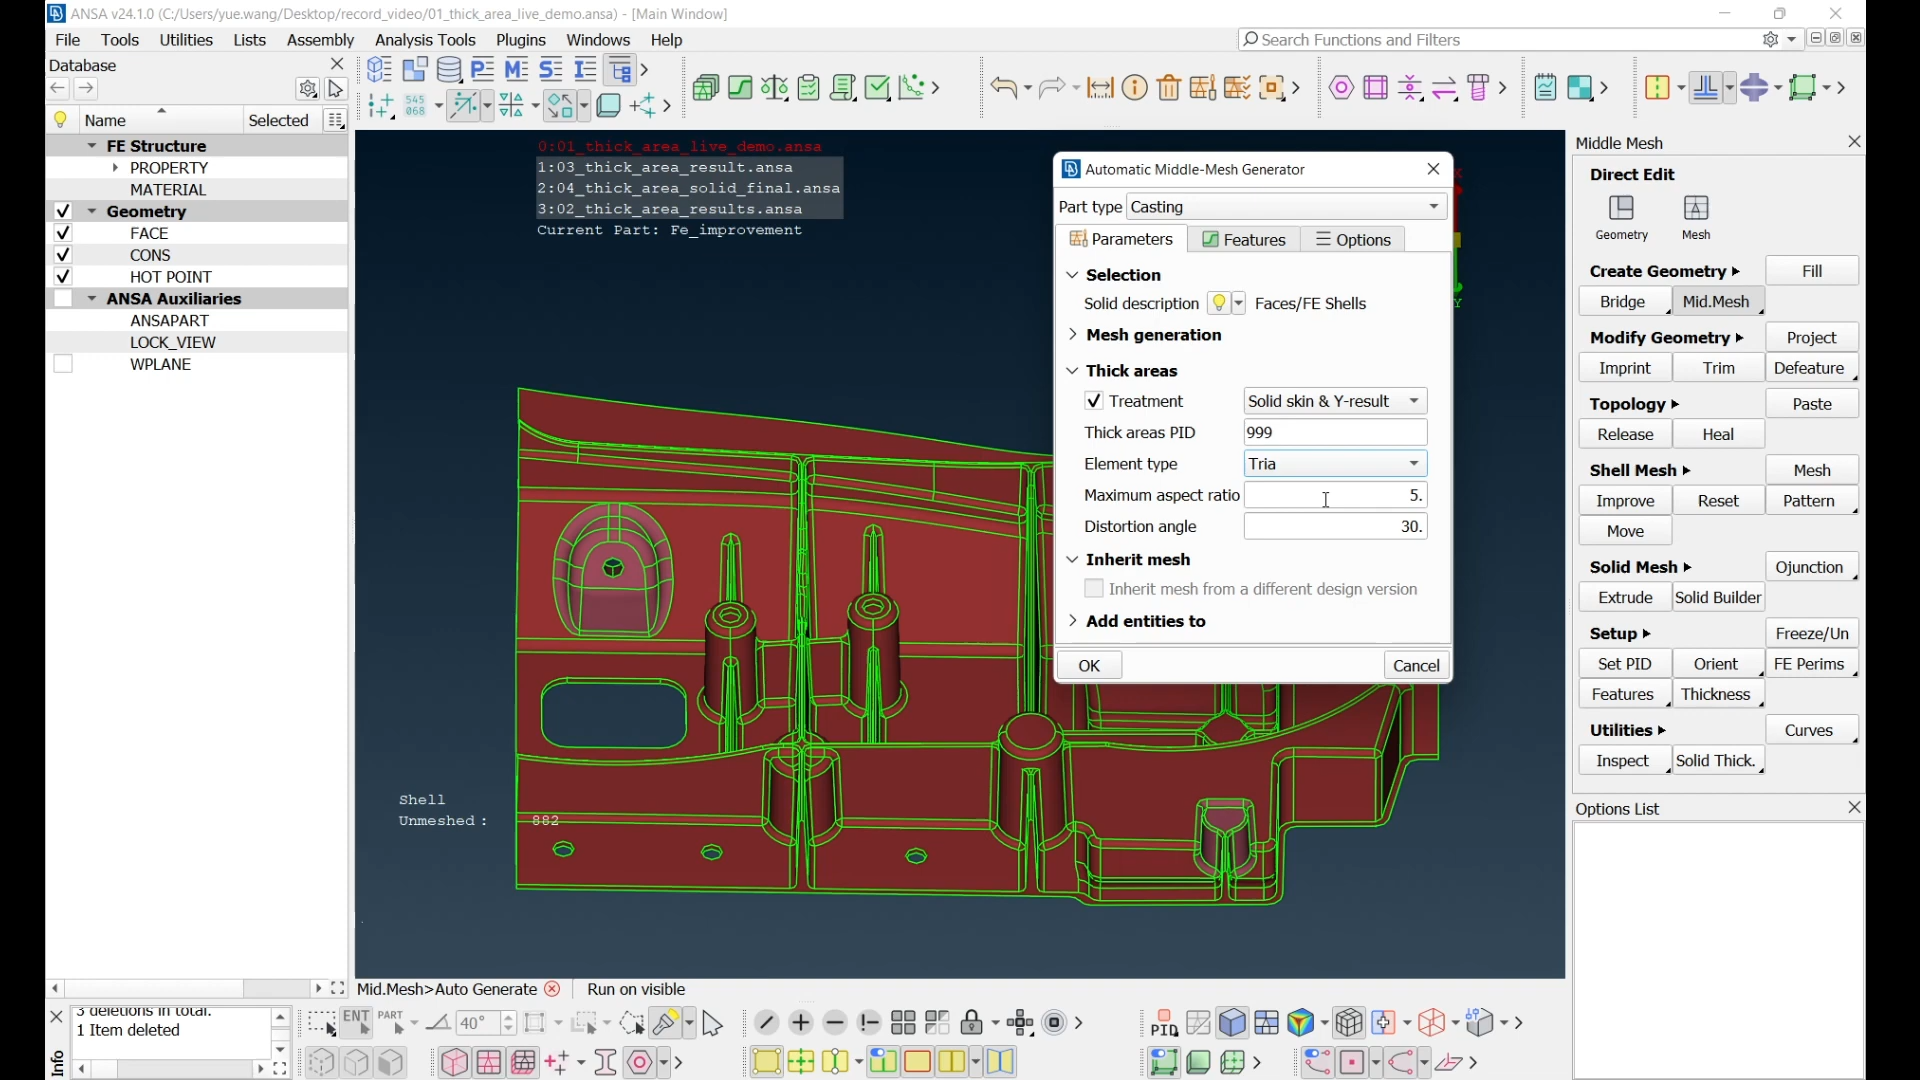 ANSA v24.1.0 (C:/Users/yue.wang/Desktop/record_video/01_thick_area_live_demo.ansa) - [Main Window]
File Tools Utilities Lists Assembly Analysis Tools Plugins Windows Help
Search Functions and Filters
Database
Name Selected
FE Structure
PROPERTY
MATERIAL
Geometry
FACE
CONS
HOT POINT
ANSA Auxiliaries
ANSAPART
LOCK_VIEW
WPLANE
0:01_thick_area_live_demo.ansa
1:03_thick_area_result.ansa
2:04_thick_area_solid_final.ansa
3:02_thick_area_results.ansa
Current Part: Fe_improvement
Shell
Unmeshed : 882
Automatic Middle-Mesh Generator
Part type Casting
Parameters Features Options
Selection
Solid description Faces/FE Shells
Mesh generation
Thick areas
Treatment Solid skin & Y-result
Thick areas PID 999
Element type Tria
Maximum aspect ratio 5.
Distortion angle 30.
Inherit mesh
Inherit mesh from a different design version
Add entities to
OK Cancel
X
Y
Middle Mesh
Direct Edit
Geometry Mesh
Create Geometry Fill
Bridge Mid.Mesh
Modify Geometry Project
Imprint Trim Defeature
Topology Paste
Release Heal
Shell Mesh Mesh
Improve Reset Pattern
Move
Solid Mesh Ojunction
Extrude Solid Builder
Setup Freeze/Un
Set PID Orient FE Perims
Features Thickness
Utilities Curves
Inspect Solid Thick.
Options List
Mid.Mesh>Auto Generate Run on visible
Info
3 deletions in total.
1 Item deleted
ENT PART 40° PID